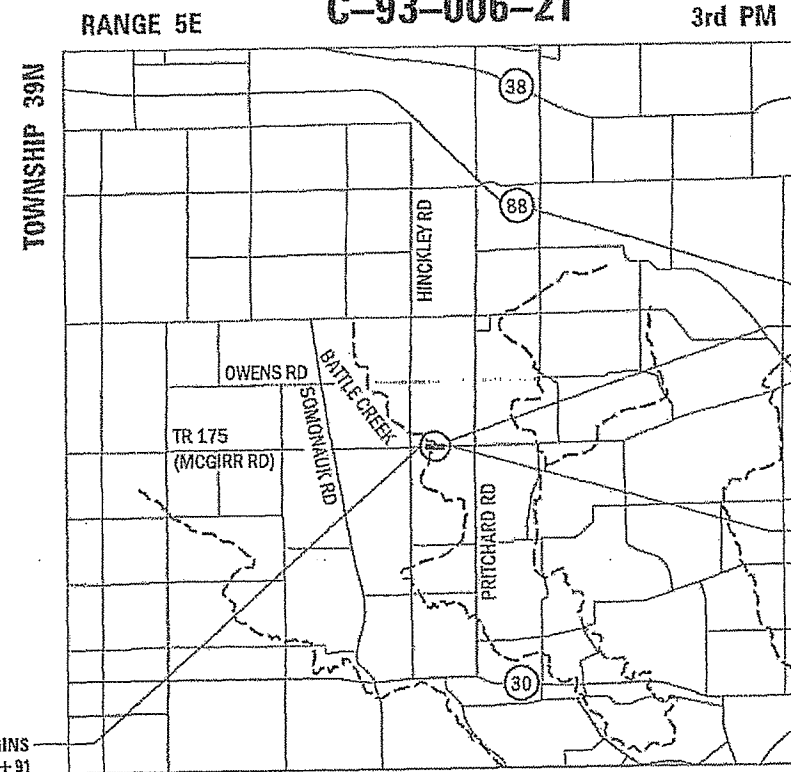 C-93-006-21
RANGE 5E
3rd PM
TOWNSHIP 39N
38
88
HINCKLEY RD
OWENS RD
BATTLE CREEK
SOMONAUK RD
TR 175
(MCGIRR RD)
PRITCHARD RD
30
+ 91